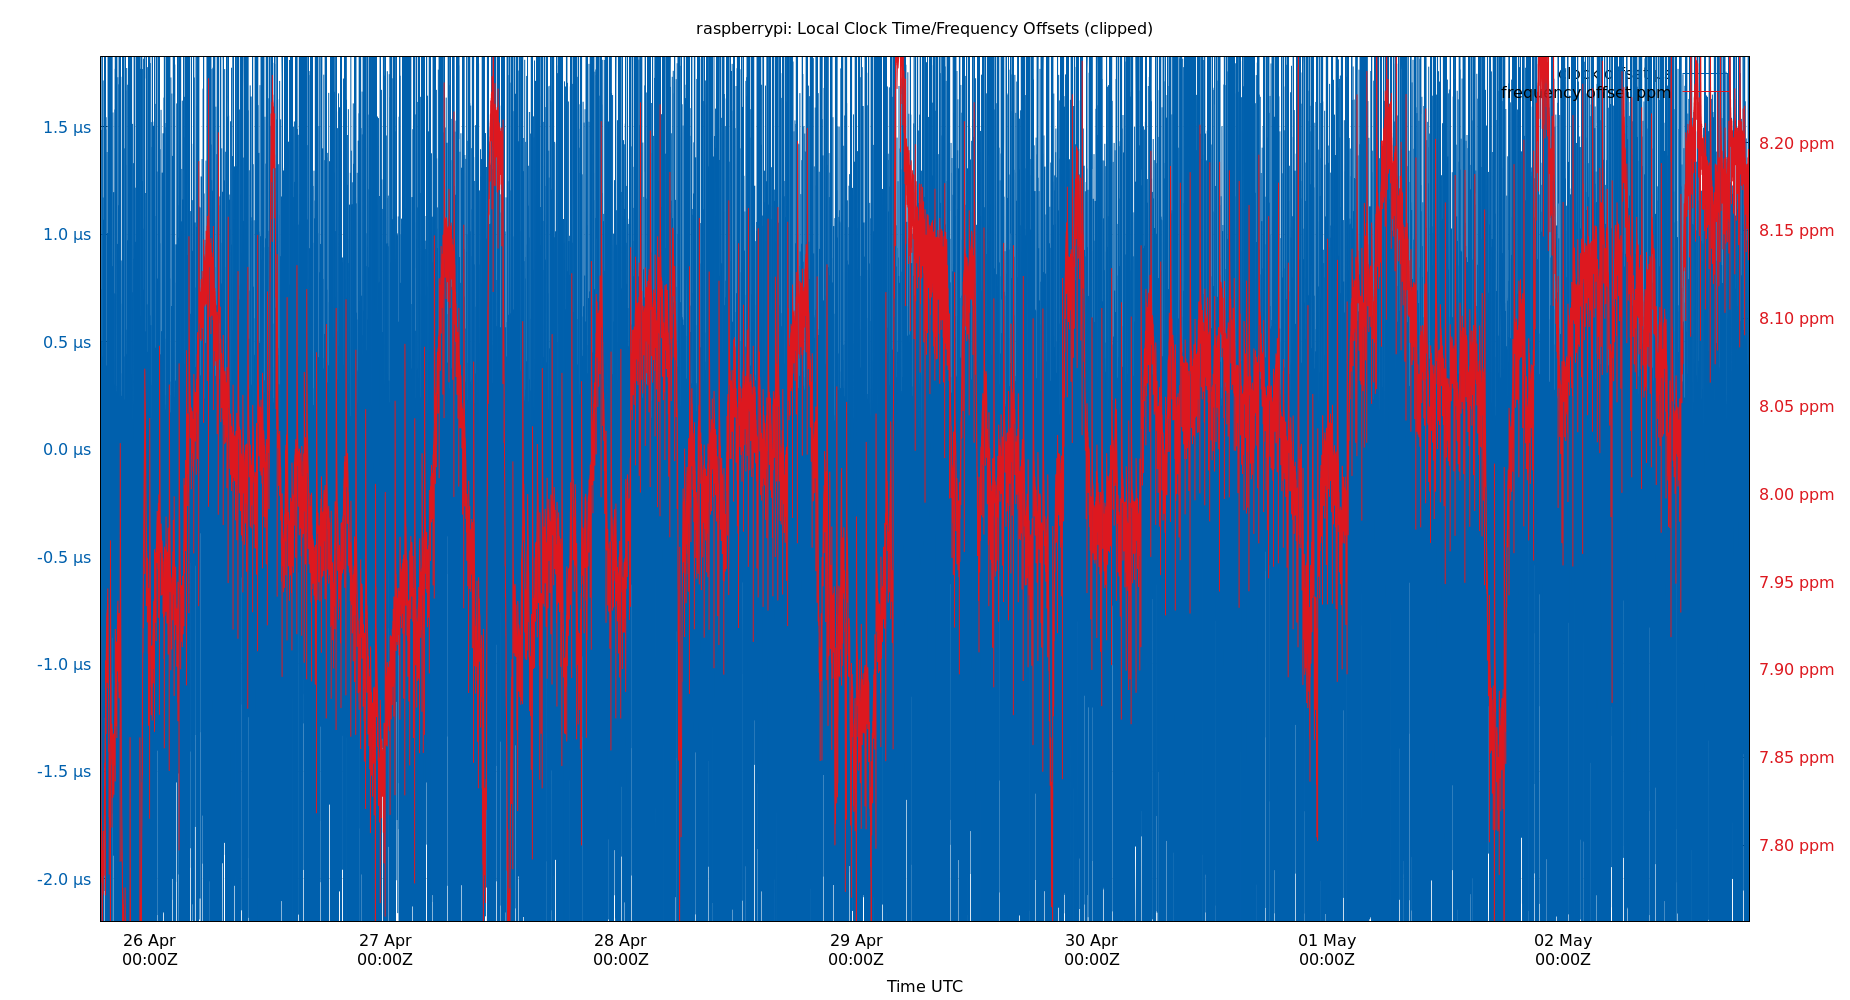 raspberrypi: Local Clock Time/Frequency Offsets (clipped)
clock offset µs
frequency offset ppm
1.5 µs
1.0 µs
0.5 µs
0.0 µs
-0.5 µs
-1.0 µs
-1.5 µs
-2.0 µs
8.20 ppm
8.15 ppm
8.10 ppm
8.05 ppm
8.00 ppm
7.95 ppm
7.90 ppm
7.85 ppm
7.80 ppm
26 Apr 27 Apr 28 Apr 29 Apr 30 Apr 01 May 02 May
00:00Z 00:00Z 00:00Z 00:00Z 00:00Z 00:00Z 00:00Z
Time UTC